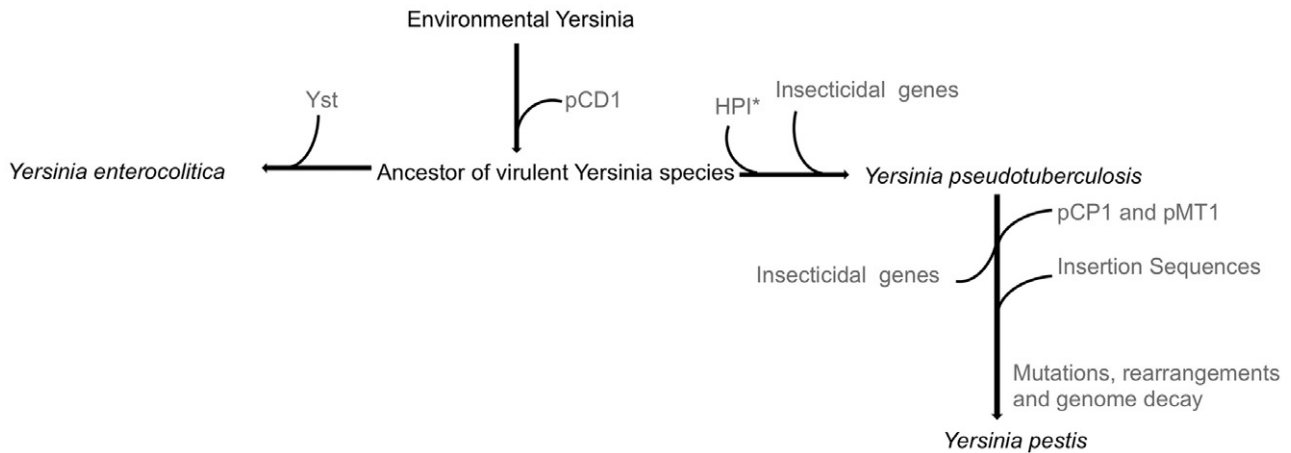 Environmental Yersinia
Yst
pCD1
HPI*
Insecticidal genes
Yersinia enterocolitica
Ancestor of virulent Yersinia species
Yersinia pseudotuberculosis
pCP1 and pMT1
Insecticidal genes
Insertion Sequences
Mutations, rearrangements
and genome decay
Yersinia pestis